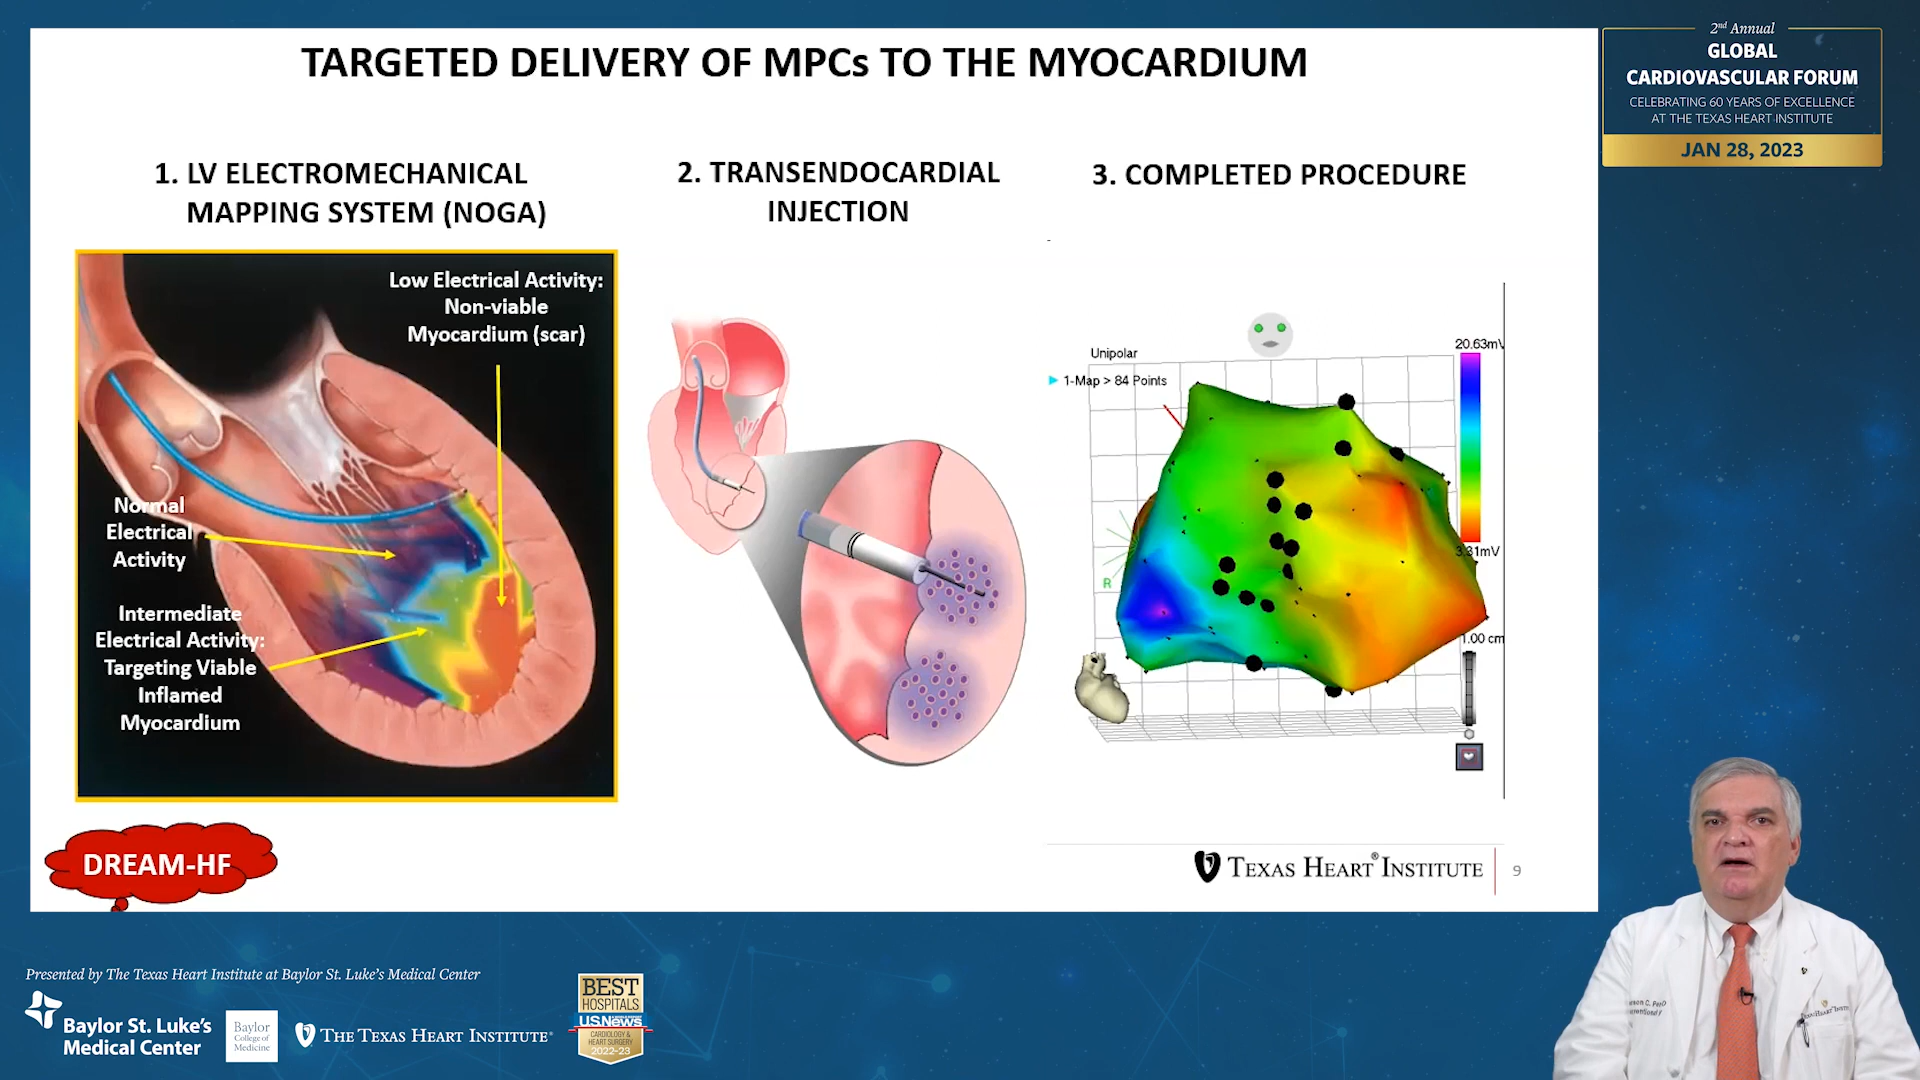 TARGETED DELIVERY OF MPCs TO THE MYOCARDIUM
1. LV ELECTROMECHANICAL
MAPPING SYSTEM (NOGA)
Low Electrical Activity:
Non-viable
Myocardium (scar)
Normal
Electrical
Activity
Intermediate
Electrical Activity:
Targeting Viable
Inflamed
Myocardium
2. TRANSENDOCARDIAL
INJECTION
3. COMPLETED PROCEDURE
Unipolar
1-Map > 84 Points
20.63mV
3.31mV
1.00 cm
R
DREAM-HF
TEXAS HEART® INSTITUTE
9
2nd Annual
GLOBAL
CARDIOVASCULAR FORUM
CELEBRATING 60 YEARS OF EXCELLENCE
AT THE TEXAS HEART INSTITUTE
JAN 28, 2023
Presented by The Texas Heart Institute at Baylor St. Luke's Medical Center
Baylor St. Luke's
Medical Center
Baylor
College of
Medicine
THE TEXAS HEART INSTITUTE®
BEST
HOSPITALS
U.S.News
CARDIOLOGY &
HEART SURGERY
2022-23